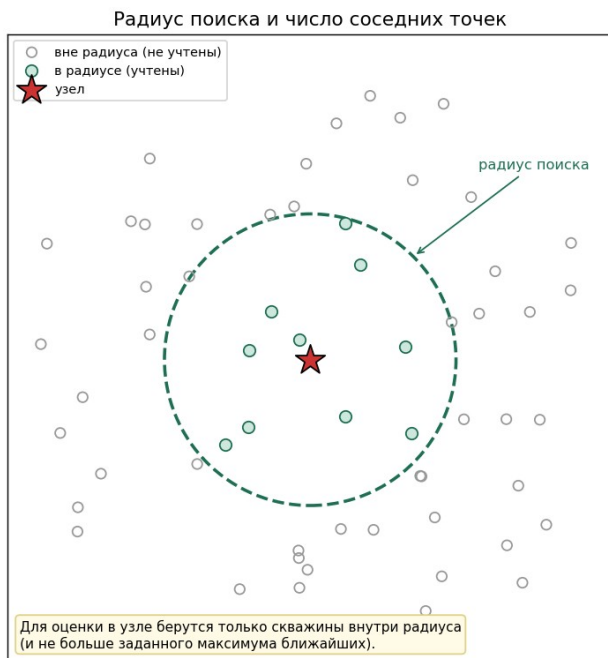 Радиус поиска и число соседних точек
вне радиуса (не учтены)
в радиусе (учтены)
узел
радиус поиска
Для оценки в узле берутся только скважины внутри радиуса
(и не больше заданного максимума ближайших).